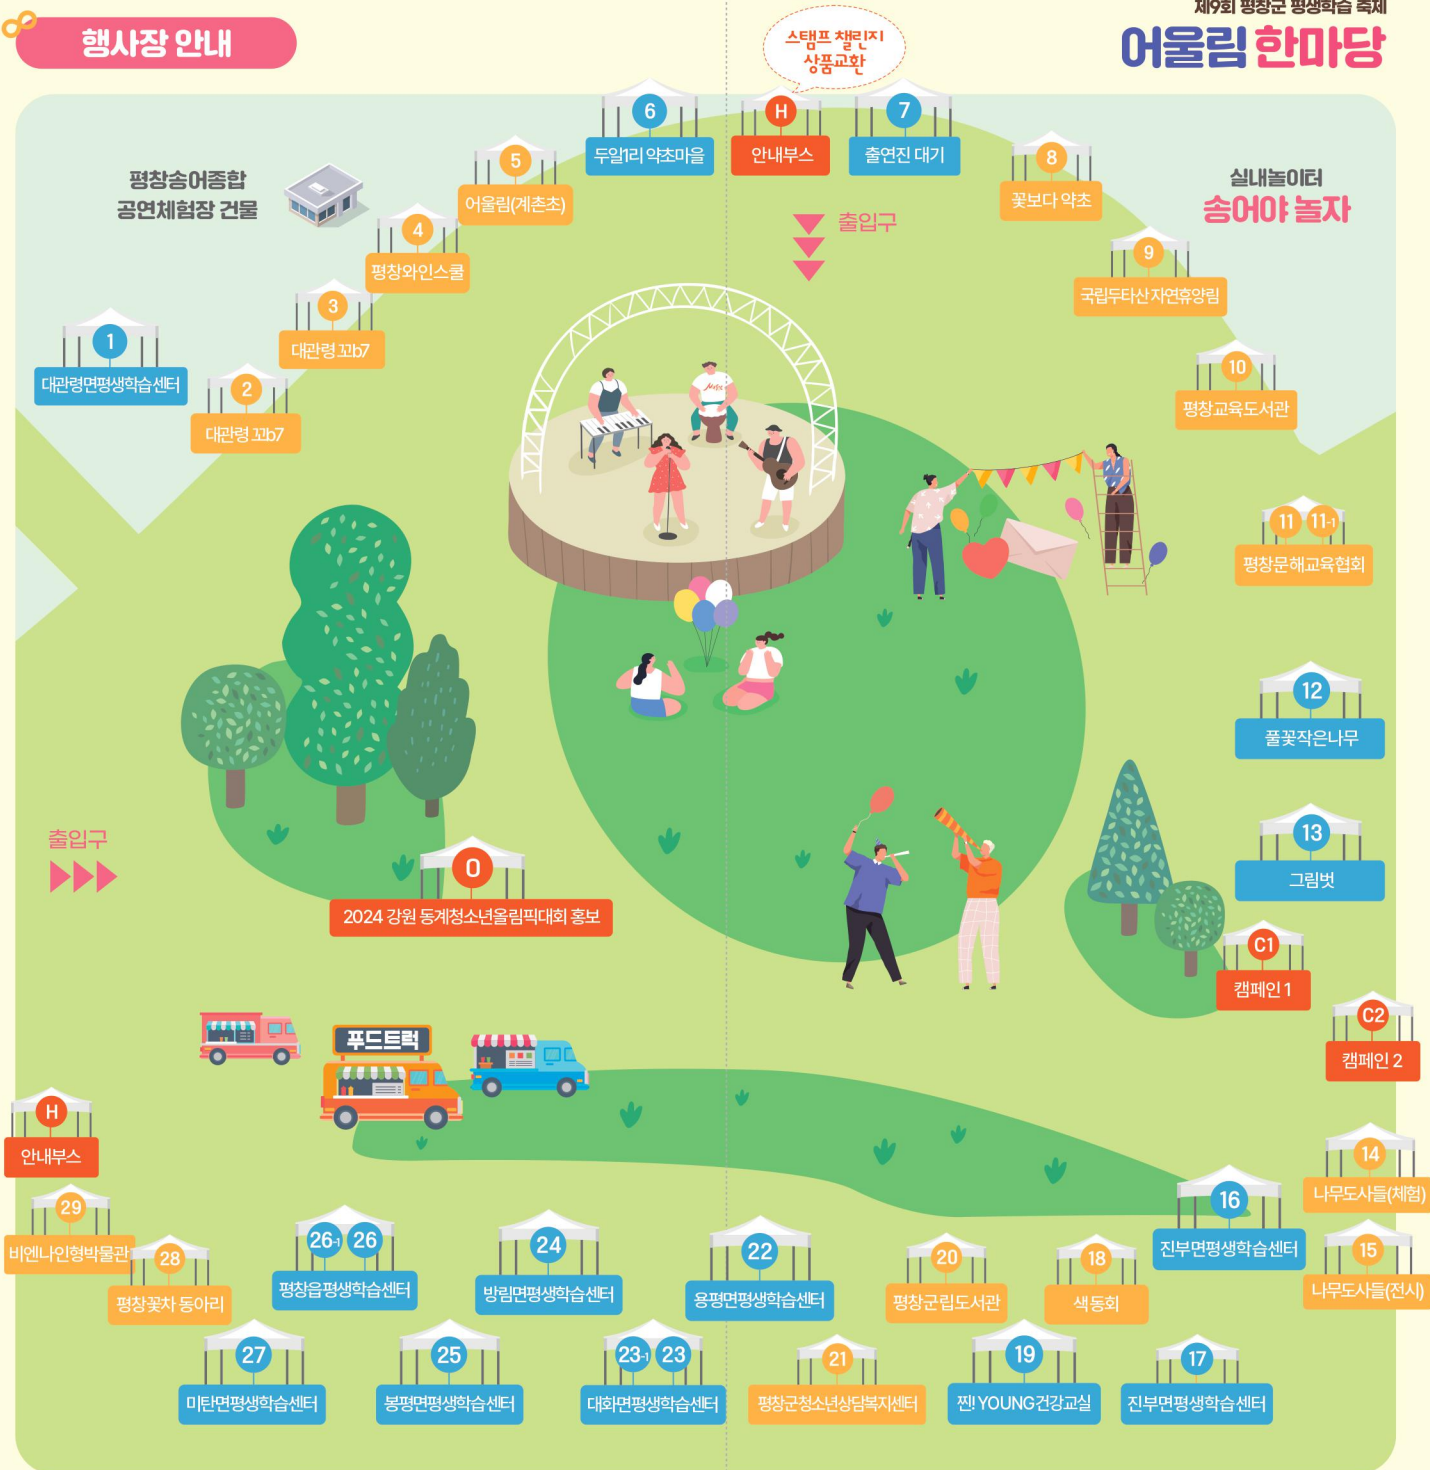 행사장 안내
제9회 평창군 평생학습 축제
어울림 한마당
스탬프 챌린지
상품교환
6
두일1리 약초마을
H
안내부스
7
출연진 대기
5
어울림(계촌초)
8
꽃보다 약초
평창송어종합
공연체험장 건물
실내놀이터
송어야 놀자
출입구
4
평창와인스쿨
9
국립두타산 자연휴양림
3
대관령 꼬b7
1
대관령면평생학습센터
2
대관령 꼬b7
10
평창교육도서관
11 11-1
평창문해교육협회
12
풀꽃작은나무
13
그림벗
출입구
O
2024 강원 동계청소년올림픽대회 홍보
C1
캠페인 1
C2
캠페인 2
푸드트럭
H
안내부스
14
나무도사들(체험)
29
비엔나인형박물관
28
평창꽃차 동아리
26-1 26
평창읍평생학습센터
24
방림면평생학습센터
22
용평면평생학습센터
20
평창군립도서관
18
색동회
16
진부면평생학습센터
15
나무도사들(전시)
27
미탄면평생학습센터
25
봉평면평생학습센터
23-1 23
대화면평생학습센터
21
평창군청소년상담복지센터
19
찐! YOUNG건강교실
17
진부면평생학습센터